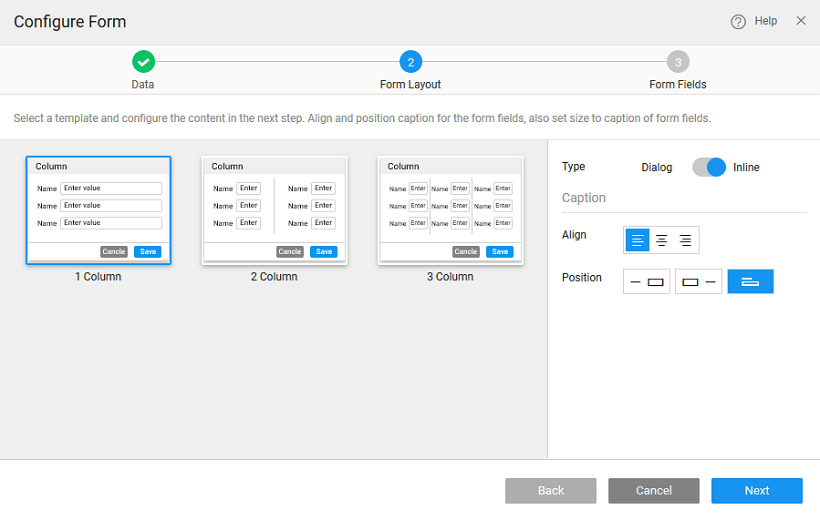 Configure Form
Help
2
3
Data
Form Layout
Form Fields
Select a template and configure the content in the next step. Align and position caption for the form fields, also set size to caption of form fields.
Column
Name Enter value
Name Enter value
Name Enter value
Cancle Save
1 Column
Column
Name Enter Name Enter
Name Enter Name Enter
Name Enter Name Enter
Cancle Save
2 Column
Column
Name Enter Name Enter Name Enter
Name Enter Name Enter Name Enter
Name Enter Name Enter Name Enter
Cancle Save
3 Column
Type Dialog Inline
Caption
Align
Position
Back Cancel Next